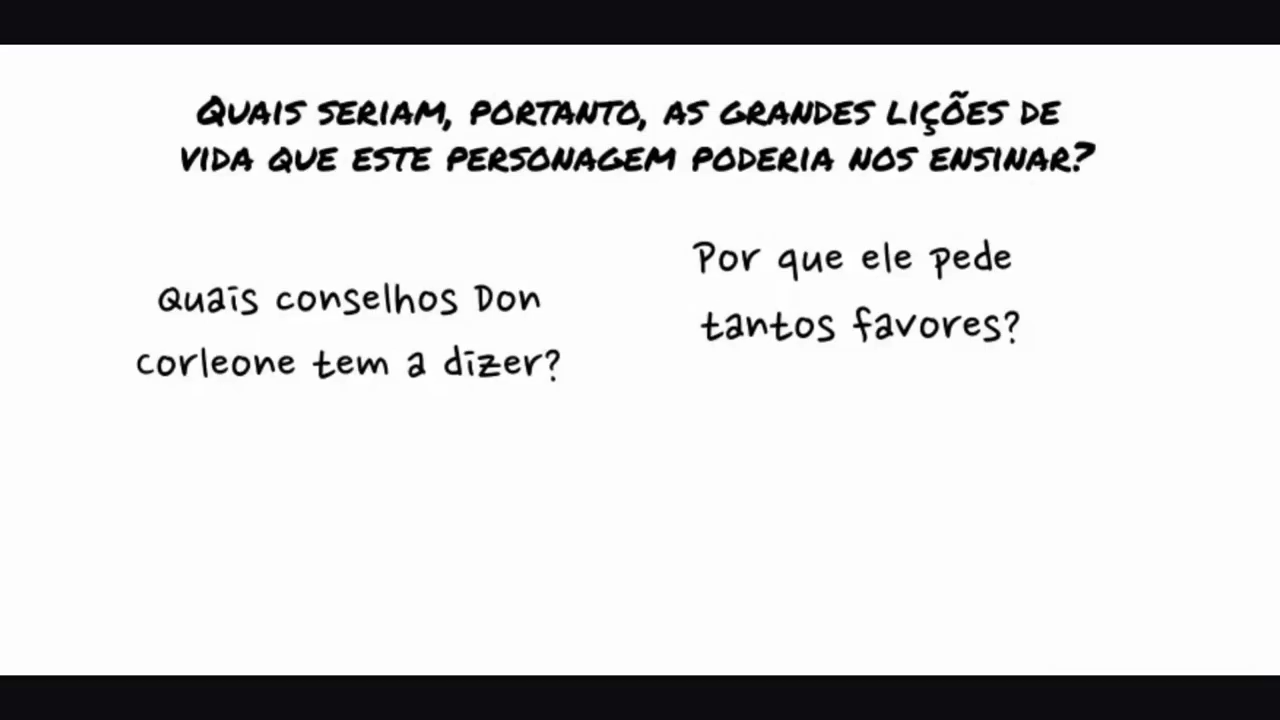 QUAIS SERIAM, PORTANTO, AS GRANDES LIÇÕES DE
VIDA QUE ESTE PERSONAGEM PODERIA NOS ENSINAR?
Quais conselhos Don
corleone tem a dizer?
Por que ele pede
tantos favores?